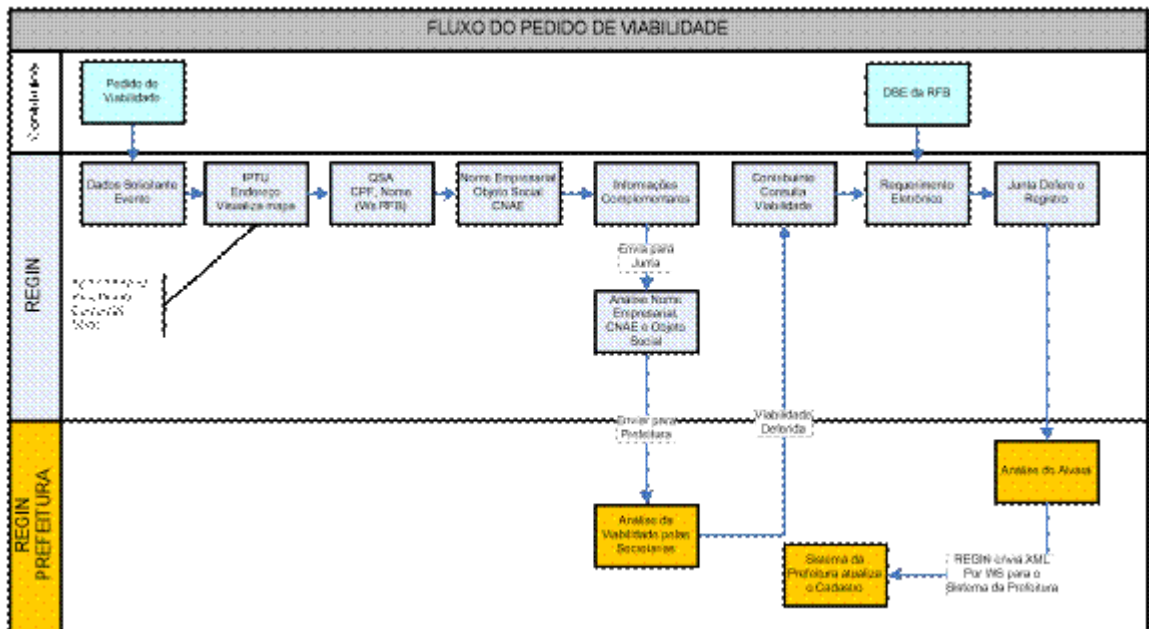 FLUXO DO PEDIDO DE VIABILIDADE
Pedido de
Viabilidade
DBE da RFB
REGIN
Dados Solicitante
Evento
IPTU
Endereço
Visualiza mapa
QSA
CPF, Nome
(Ws RFB)
Nome Empresarial
Objeto Social
CNAE
Informações
Complementares
Contribuinte
Consulta
Viabilidade
Requerimento
Eletrônico
Junta Defere o
Registro
Envia para
Junta
Análise Nome
Empresarial,
CNAE e Objeto
Social
Enviar para
Prefeitura
Viabilidade
Deferida
REGIN
PREFEITURA
Análise da
Viabilidade pelas
Secretarias
Análise do Alvará
Sistema da
Prefeitura atualiza
o Cadastro
REGIN envia XML
Por WS para o
Sistema da Prefeitura